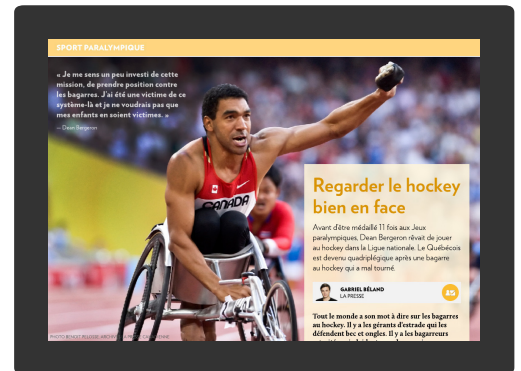 SPORT PARALYMPIQUE
« Je me sens un peu investi de cette
mission, de prendre position contre
les bagarres. J'ai été une victime de ce
système-là et je ne voudrais pas que
mes enfants en soient victimes. »
— Dean Bergeron
CANADA
Regarder le hockey
bien en face
Avant d'être médaillé 11 fois aux Jeux
paralympiques, Dean Bergeron rêvait de jouer
au hockey dans la Ligue nationale. Le Québécois
est devenu quadriplégique après une bagarre
au hockey qui a mal tourné.
GABRIEL BÉLAND
LA PRESSE
Tout le monde a son mot à dire sur les bagarres
au hockey. Il y a les gérants d'estrade qui les
défendent bec et ongles. Il y a les bagarreurs
PHOTO BENOIT PELOSSE